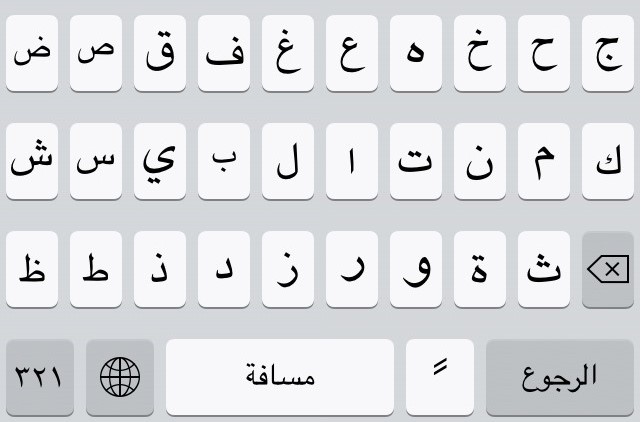 ض ص ق ف غ ع ه خ ح ج
ش س ي ب ل ا ت ن م ك
ظ ط ذ د ز ر و ة ث
٣٢١ مسافة ً الرجوع